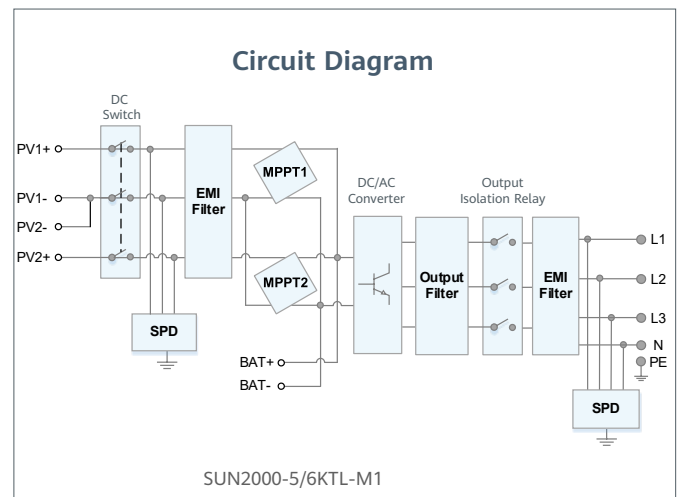 Circuit Diagram
DC
Switch
PV1+
PV1-
PV2-
PV2+
EMI
Filter
MPPT1
MPPT2
SPD
BAT+
BAT-
DC/AC
Converter
Output
Filter
Output
Isolation Relay
EMI
Filter
L1
L2
L3
N
PE
SPD
SUN2000-5/6KTL-M1